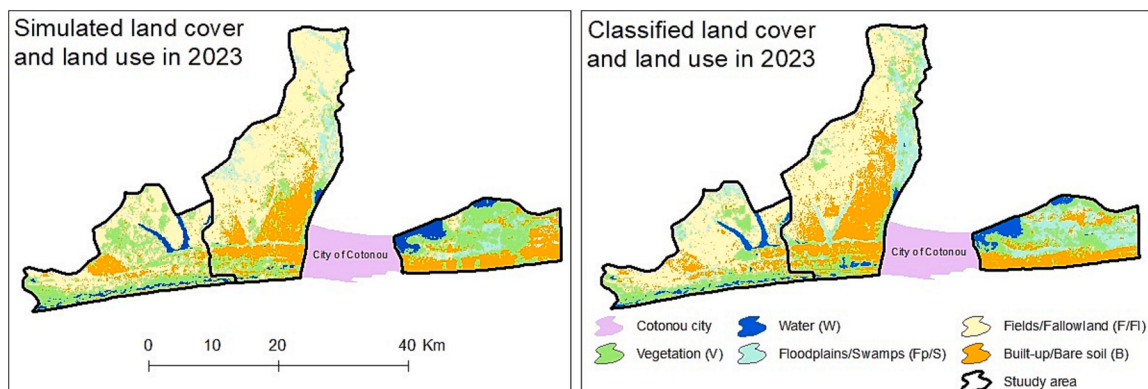 Simulated land cover
and land use in 2023
City of Cotonou
0 10 20 40 Km
Classified land cover
and land use in 2023
City of Cotonou
Cotonou city
Water (W)
Fields/Fallowland (F/Fl)
Vegetation (V)
Floodplains/Swamps (Fp/S)
Built-up/Bare soil (B)
Stuudy area